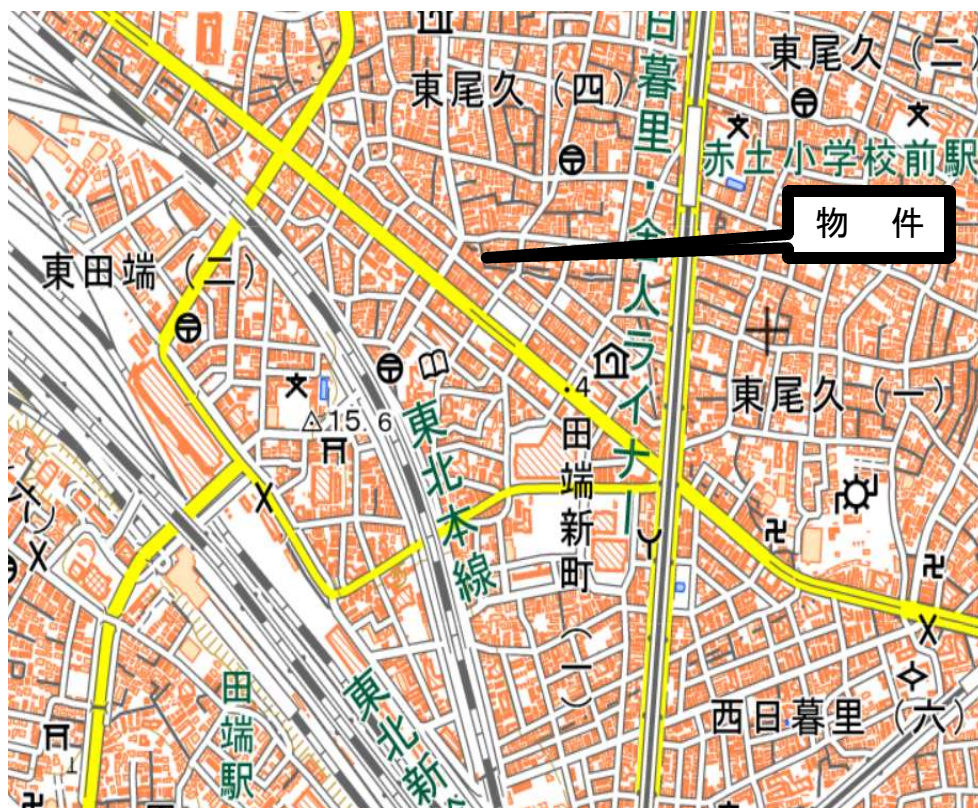 東尾久(四)
東尾久(二)
日暮里・舎人ライナー
赤土小学校前駅
物 件
東田端(二)
15.6
4
東北本線
田端新町(一)
東尾久(一)
西日暮里(六)
田端駅
東北新